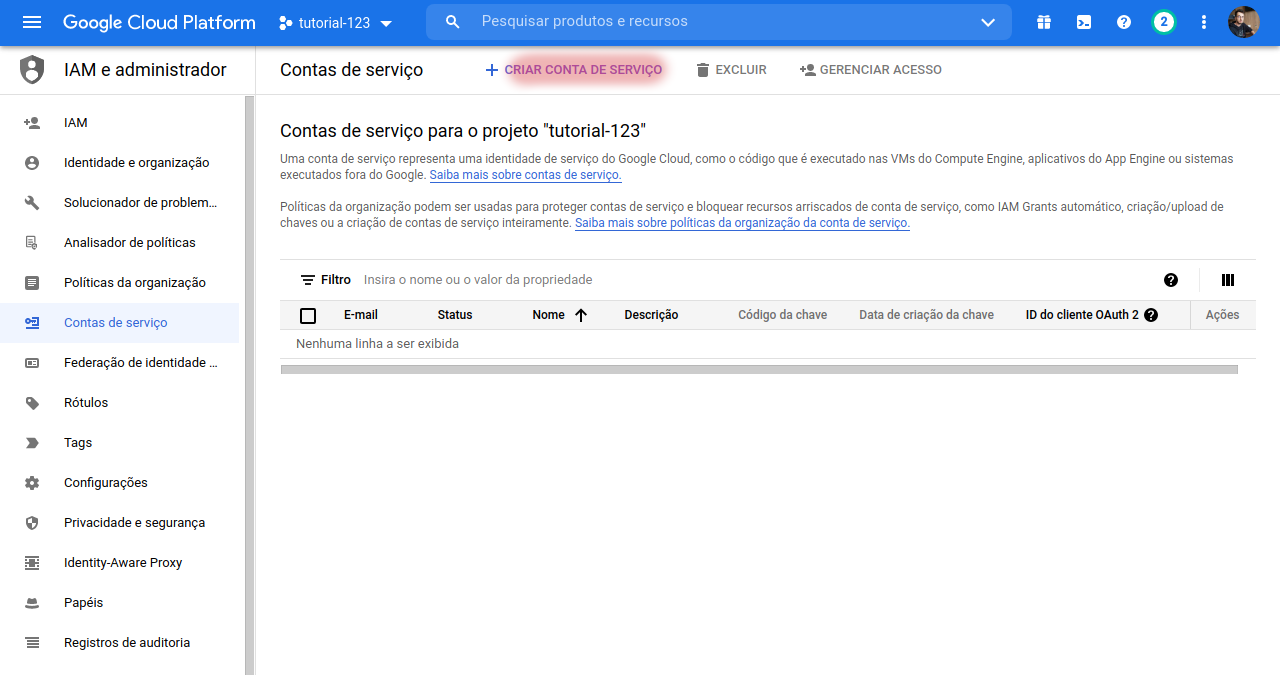 Google Cloud Platform
tutorial-123
Pesquisar produtos e recursos
2
IAM e administrador
Contas de serviço
CRIAR CONTA DE SERVIÇO
EXCLUIR
GERENCIAR ACESSO
IAM
Identidade e organização
Solucionador de problem…
Analisador de políticas
Políticas da organização
Contas de serviço
Federação de identidade …
Rótulos
Tags
Configurações
Privacidade e segurança
Identity-Aware Proxy
Papéis
Registros de auditoria
Contas de serviço para o projeto "tutorial-123"
Uma conta de serviço representa uma identidade de serviço do Google Cloud, como o código que é executado nas VMs do Compute Engine, aplicativos do App Engine ou sistemas
executados fora do Google. Saiba mais sobre contas de serviço.
Políticas da organização podem ser usadas para proteger contas de serviço e bloquear recursos arriscados de conta de serviço, como IAM Grants automático, criação/upload de
chaves ou a criação de contas de serviço inteiramente. Saiba mais sobre políticas da organização da conta de serviço.
Filtro Insira o nome ou o valor da propriedade
E-mail Status Nome Descrição Código da chave Data de criação da chave ID do cliente OAuth 2 Ações
Nenhuma linha a ser exibida